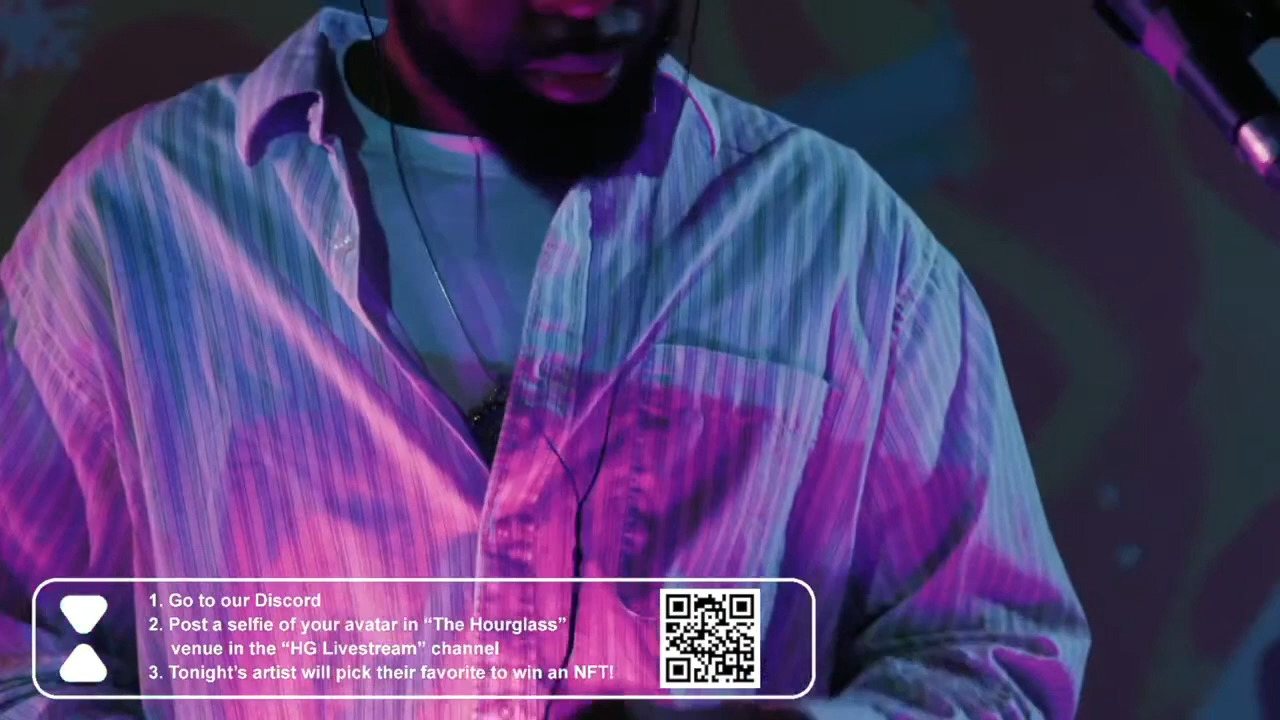 1. Go to our Discord
2. Post a selfie of your avatar in “The Hourglass”
venue in the “HG Livestream” channel
3. Tonight’s artist will pick their favorite to win an NFT!